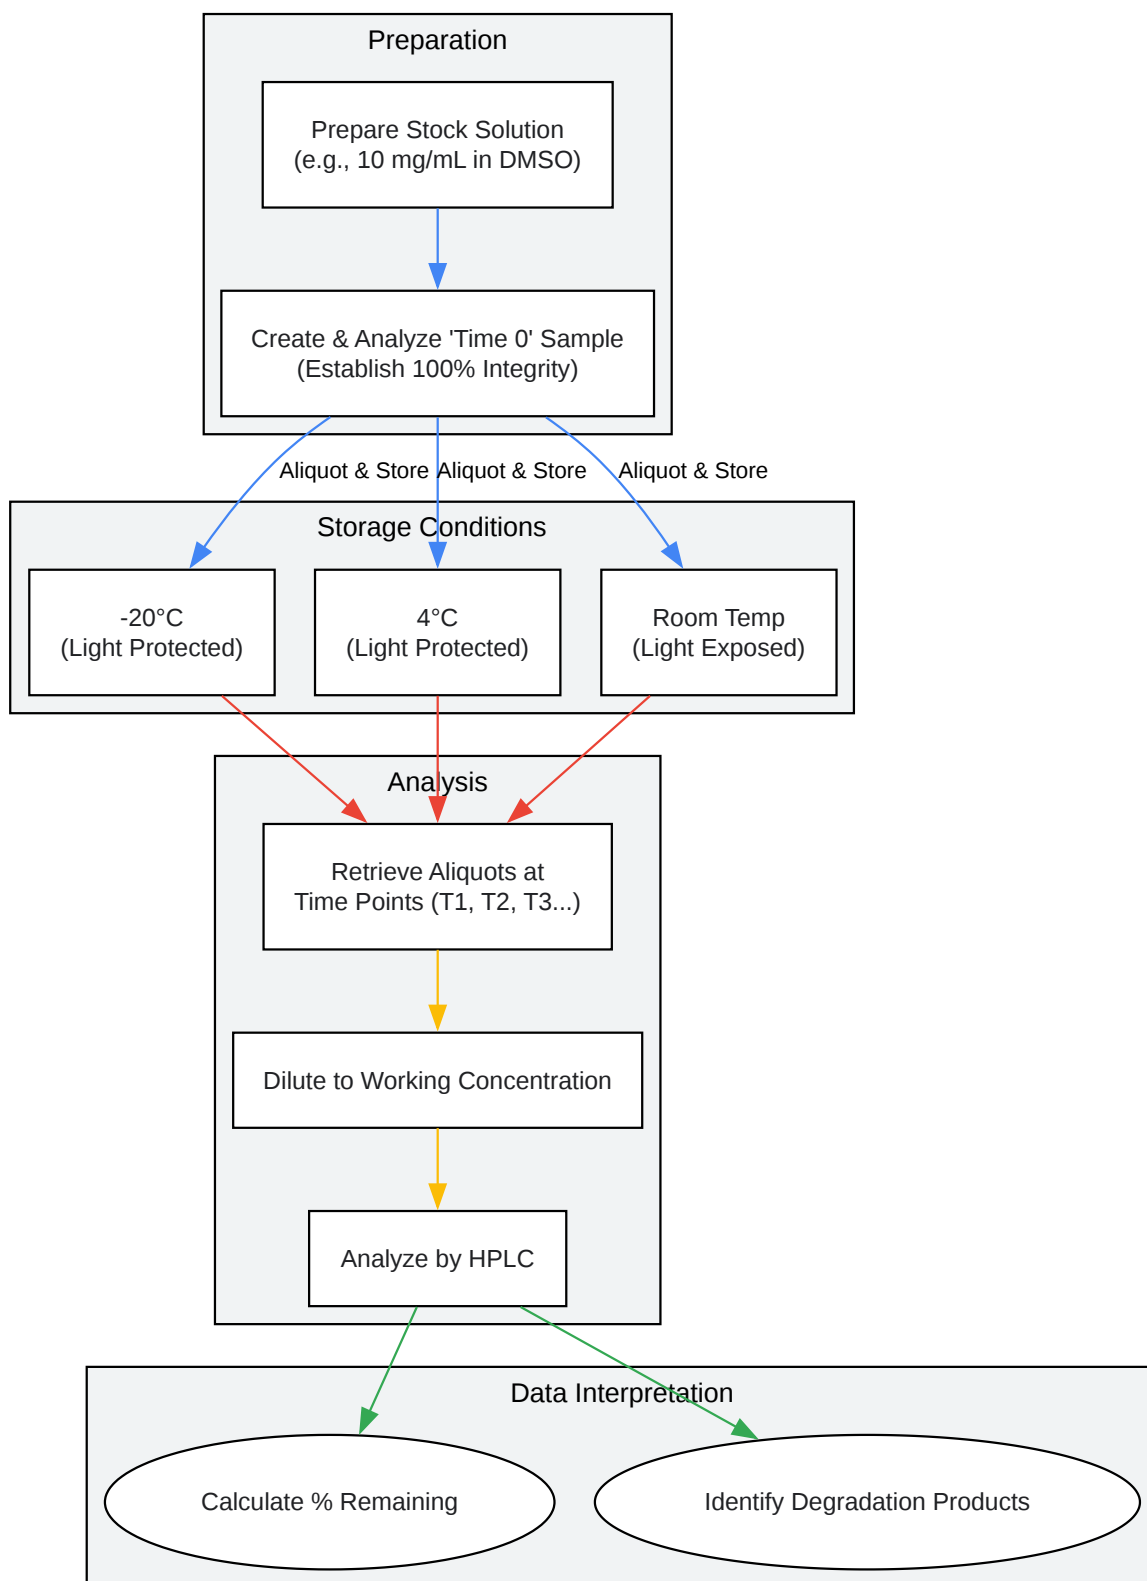 Preparation
Prepare Stock Solution
(e.g., 10 mg/mL in DMSO)
Create & Analyze 'Time 0' Sample
(Establish 100% Integrity)
Aliquot & Store
Aliquot & Store
Aliquot & Store
Storage Conditions
-20°C
(Light Protected)
4°C
(Light Protected)
Room Temp
(Light Exposed)
Analysis
Retrieve Aliquots at
Time Points (T1, T2, T3...)
Dilute to Working Concentration
Analyze by HPLC
Data Interpretation
Calculate % Remaining
Identify Degradation Products